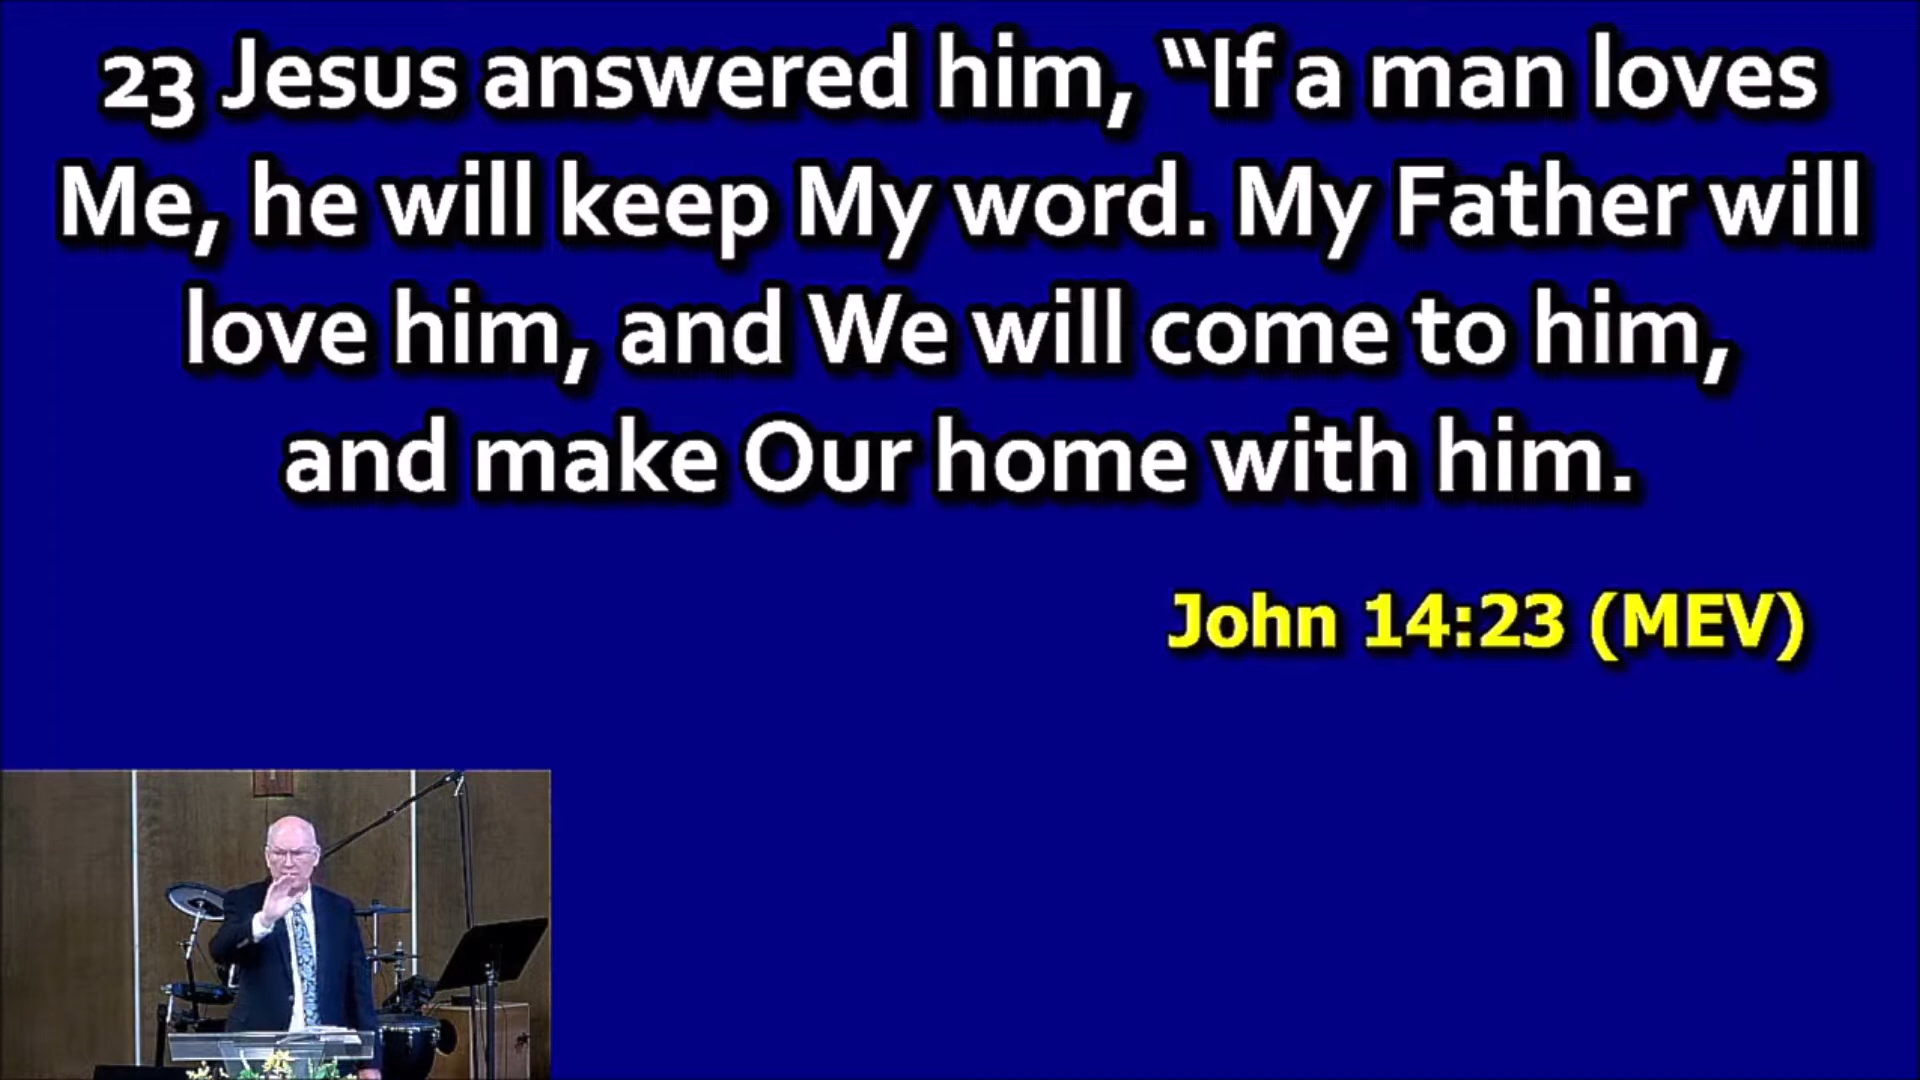 23 Jesus answered him, “If a man loves
Me, he will keep My word. My Father will
love him, and We will come to him,
and make Our home with him.
John 14:23 (MEV)